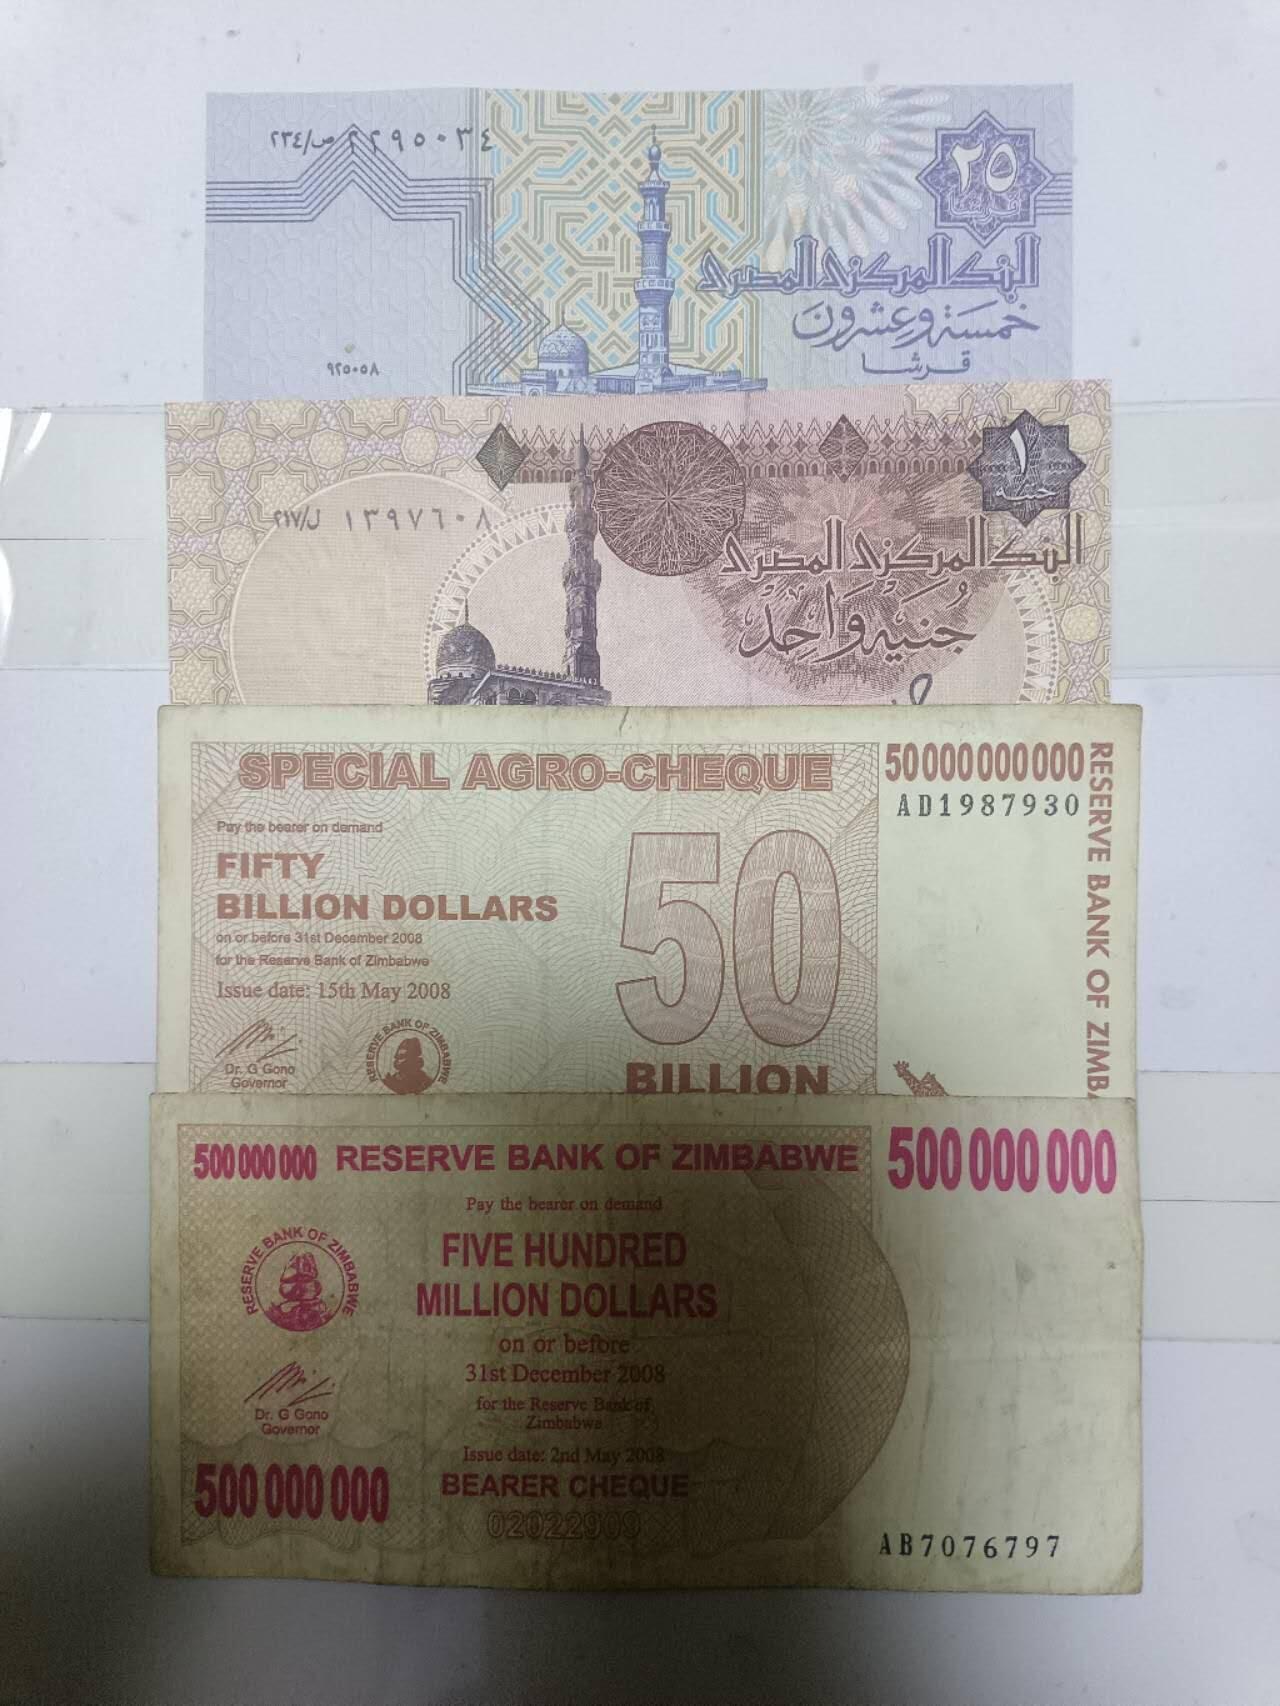 ٢٣٤/ص ٢٢٩٥٠٣٤
٢٥
قرشا
البنك المركزى المصرى
خمسة وعشرون
قرشا
٩٢٥٠٥٨
١
جنيه
٢١٧/ل ١٣٩٧٦٠٨
البنك المركزى المصرى
جنيه واحد
SPECIAL AGRO-CHEQUE
50 000 000 000
AD1987930
RESERVE BANK OF ZIMBA
Pay the bearer on demand
FIFTY
BILLION DOLLARS
on or before 31st December 2008
for the Reserve Bank of Zimbabwe
Issue date: 15th May 2008
50
BILLION
Dr. G Gono
Governor
RESERVE BANK OF ZIMBABWE
500 000 000
RESERVE BANK OF ZIMBABWE
500 000 000
Pay the bearer on demand
FIVE HUNDRED
MILLION DOLLARS
on or before
31st December 2008
for the Reserve Bank of
Zimbabwe
Issue date: 2nd May 2008
BEARER CHEQUE
02022909
RESERVE BANK OF ZIMBABWE
Dr. G Gono
Governor
500 000 000
AB7076797